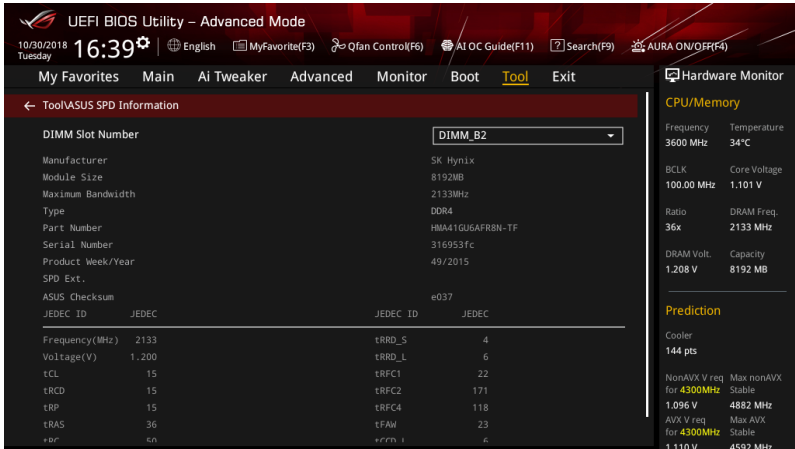 UEFI BIOS Utility – Advanced Mode
10/30/2018 Tuesday 16:39 English MyFavorite(F3) Qfan Control(F6) AI OC Guide(F11) Search(F9) AURA ON/OFF(F4)
My Favorites Main Ai Tweaker Advanced Monitor Boot Tool Exit
← Tool\ASUS SPD Information
DIMM Slot Number DIMM_B2
Manufacturer SK Hynix
Module Size 8192MB
Maximum Bandwidth 2133MHz
Type DDR4
Part Number HMA41GU6AFR8N-TF
Serial Number 316953fc
Product Week/Year 49/2015
SPD Ext.
ASUS Checksum e037
JEDEC ID JEDEC JEDEC ID JEDEC
Frequency(MHz) 2133 tRRD_S 4
Voltage(V) 1.200 tRRD_L 6
tCL 15 tRFC1 22
tRCD 15 tRFC2 171
tRP 15 tRFC4 118
tRAS 36 tFAW 23
tRC 50 tCCD_L 6
Hardware Monitor
CPU/Memory
Frequency Temperature
3600 MHz 34°C
BCLK Core Voltage
100.00 MHz 1.101 V
Ratio DRAM Freq.
36x 2133 MHz
DRAM Volt. Capacity
1.208 V 8192 MB
Prediction
Cooler
144 pts
NonAVX V req Max nonAVX
for 4300MHz Stable
1.096 V 4882 MHz
AVX V req Max AVX
for 4300MHz Stable
1.110 V 4592 MHz